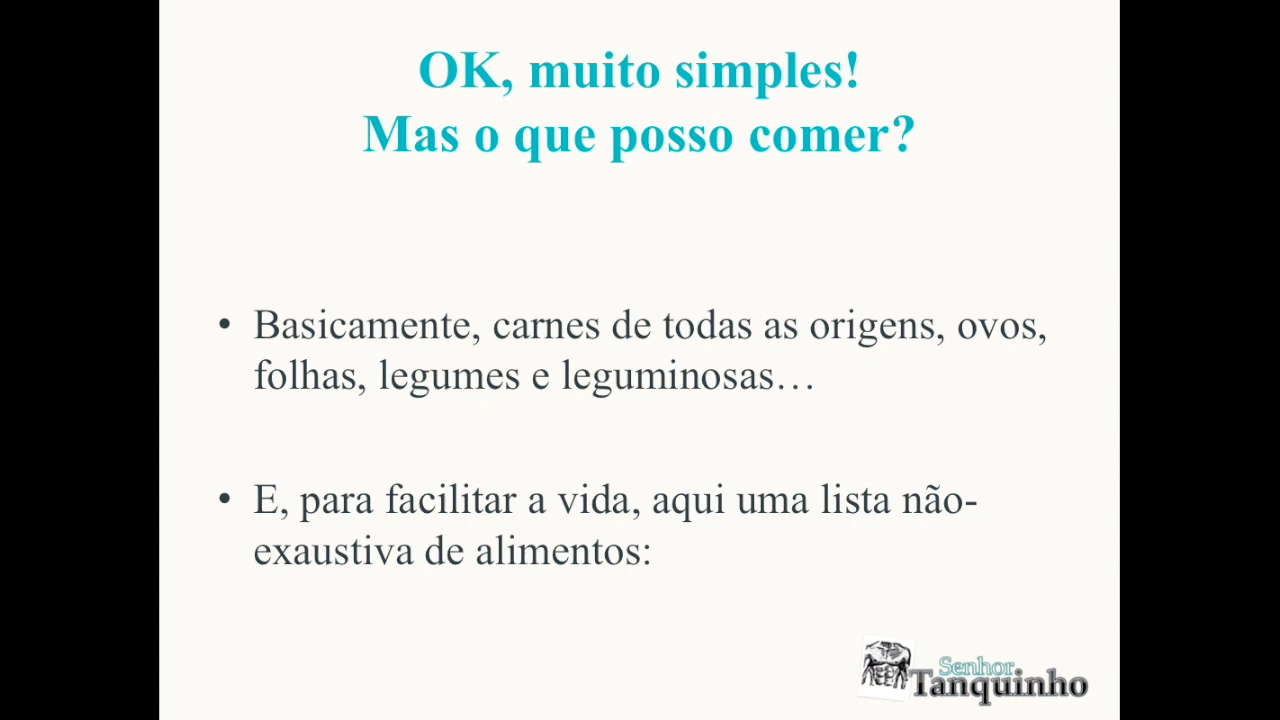 OK, muito simples!
Mas o que posso comer?
• Basicamente, carnes de todas as origens, ovos,
folhas, legumes e leguminosas…
• E, para facilitar a vida, aqui uma lista não-
exaustiva de alimentos:
Senhor
Tanquinho